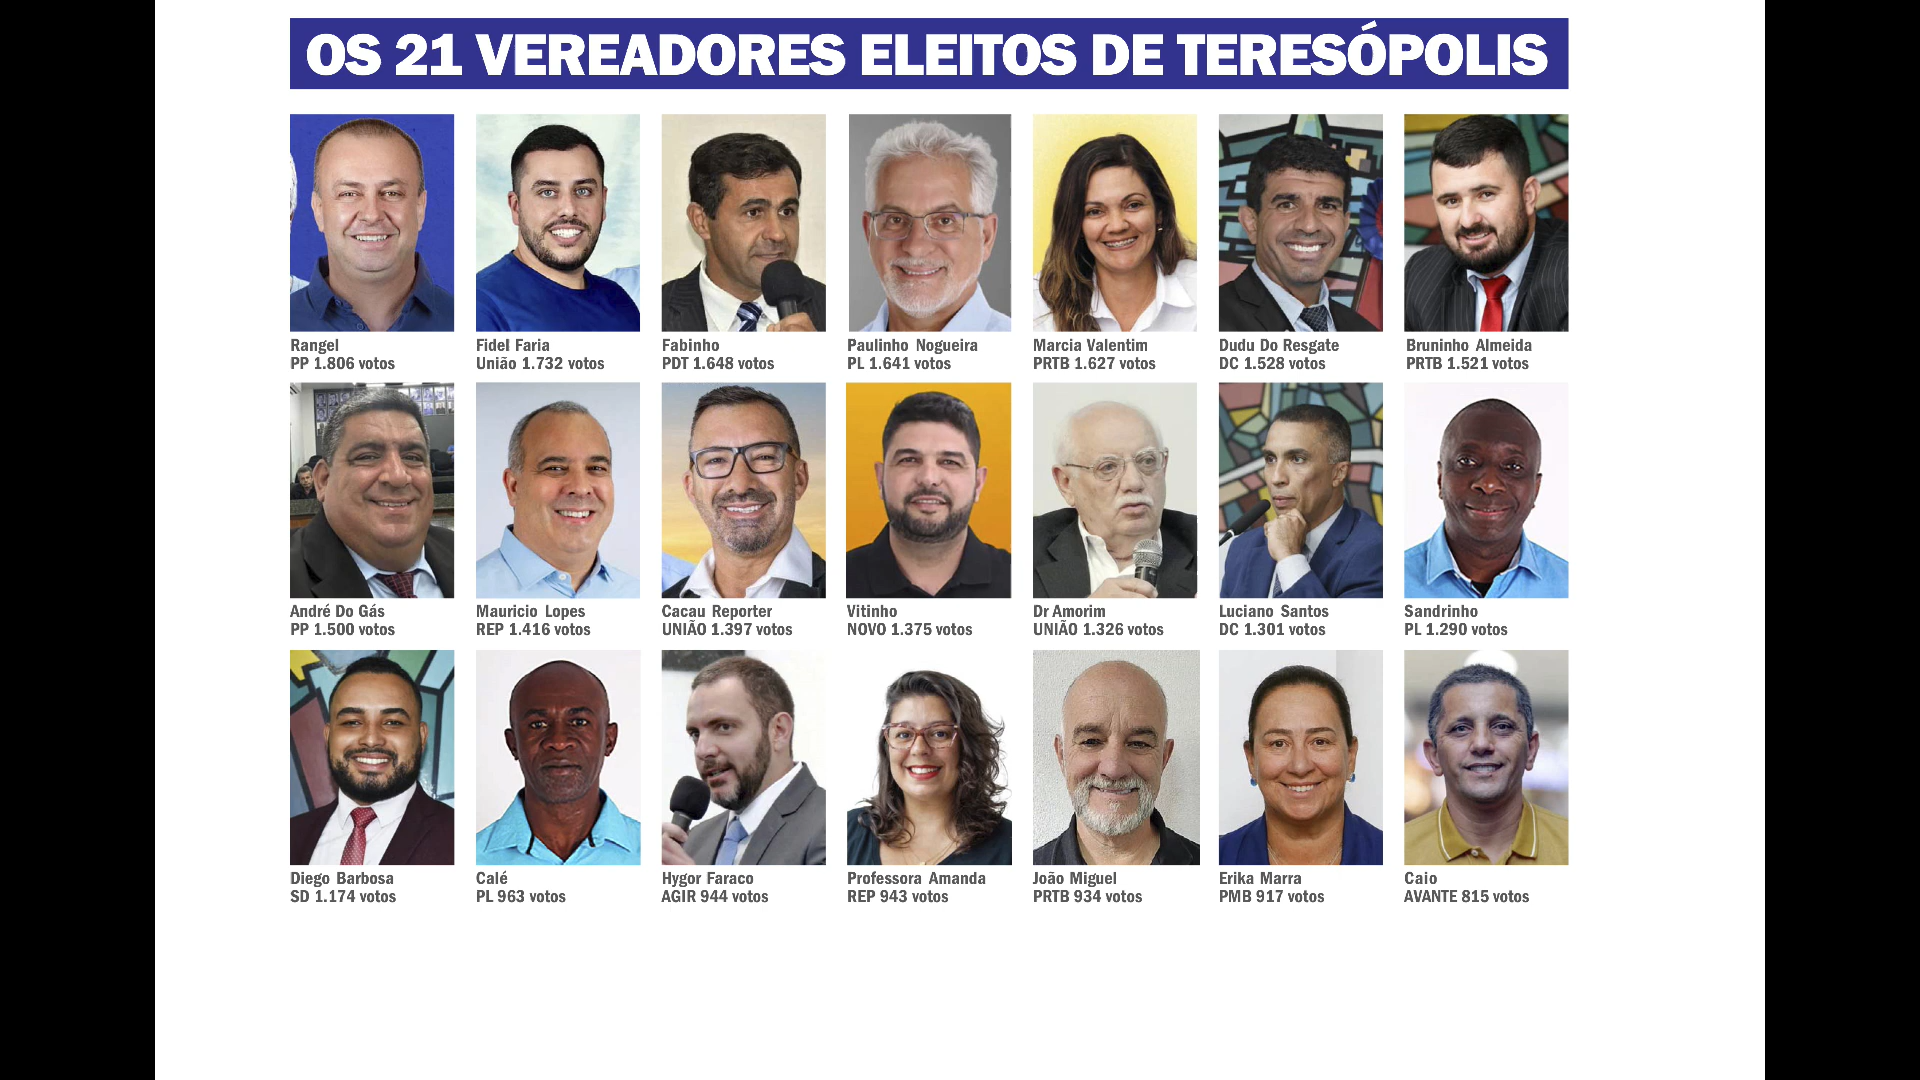 OS 21 VEREADORES ELEITOS DE TERESÓPOLIS
Rangel
PP 1.806 votos
Fidel Faria
União 1.732 votos
Fabinho
PDT 1.648 votos
Paulinho Nogueira
PL 1.641 votos
Marcia Valentim
PRTB 1.627 votos
Dudu Do Resgate
DC 1.528 votos
Bruninho Almeida
PRTB 1.521 votos
André Do Gás
PP 1.500 votos
Mauricio Lopes
REP 1.416 votos
Cacau Reporter
UNIÃO 1.397 votos
Vitinho
NOVO 1.375 votos
Dr Amorim
UNIÃO 1.326 votos
Luciano Santos
DC 1.301 votos
Sandrinho
PL 1.290 votos
Diego Barbosa
SD 1.174 votos
Calé
PL 963 votos
Hygor Faraco
AGIR 944 votos
Professora Amanda
REP 943 votos
João Miguel
PRTB 934 votos
Erika Marra
PMB 917 votos
Caio
AVANTE 815 votos